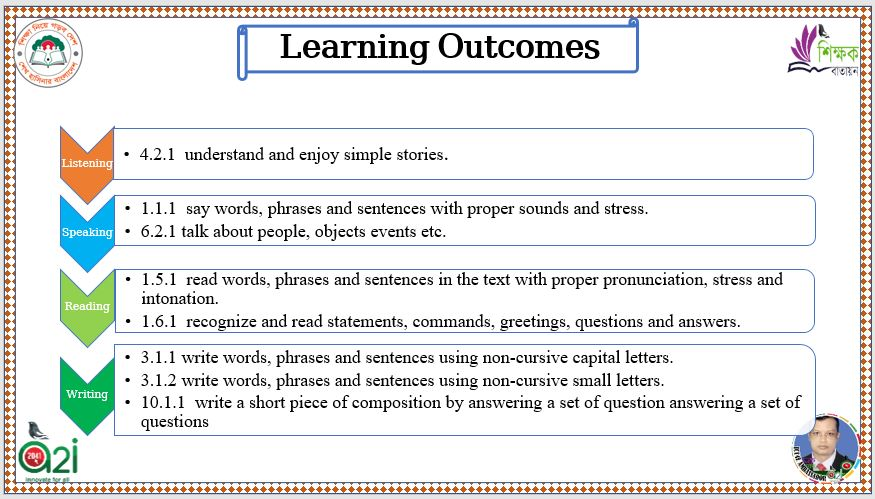 Learning Outcomes
শিক্ষা নিয়ে গড়ব দেশ
শেখ হাসিনার বাংলাদেশ
শিক্ষক
বাতায়ন
Listening
• 4.2.1 understand and enjoy simple stories.
Speaking
• 1.1.1 say words, phrases and sentences with proper sounds and stress.
• 6.2.1 talk about people, objects events etc.
Reading
• 1.5.1 read words, phrases and sentences in the text with proper pronunciation, stress and
intonation.
• 1.6.1 recognize and read statements, commands, greetings, questions and answers.
Writing
• 3.1.1 write words, phrases and sentences using non-cursive capital letters.
• 3.1.2 write words, phrases and sentences using non-cursive small letters.
• 10.1.1 write a short piece of composition by answering a set of question answering a set of
questions
a2i
2041
Innovate for all